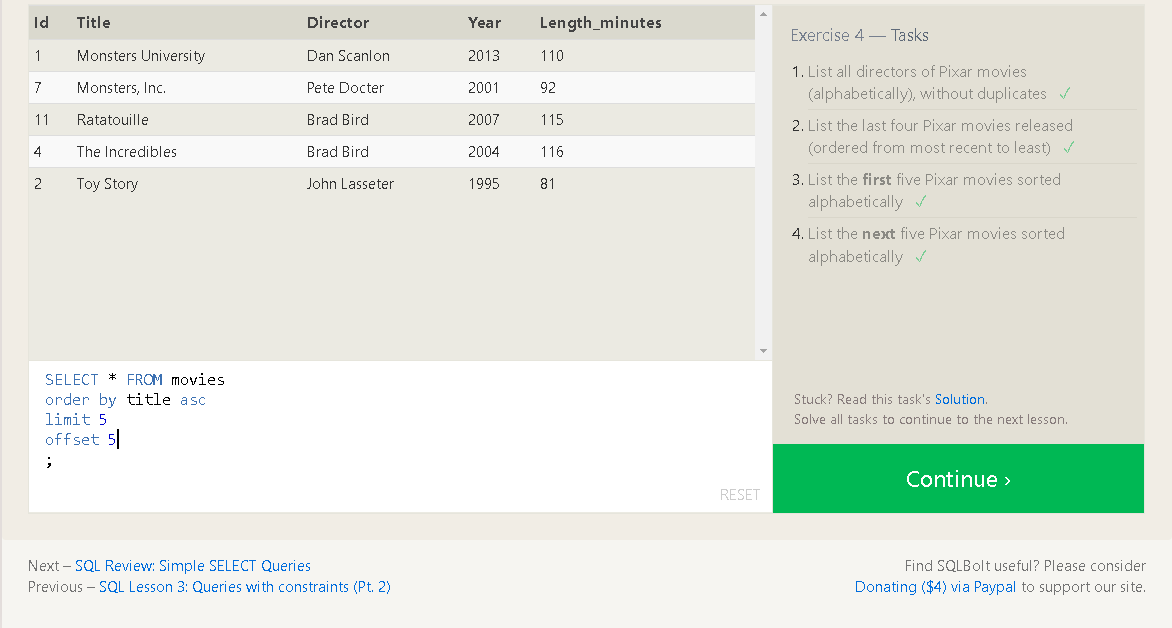 Id Title Director Year Length_minutes
1 Monsters University Dan Scanlon 2013 110
7 Monsters, Inc. Pete Docter 2001 92
11 Ratatouille Brad Bird 2007 115
4 The Incredibles Brad Bird 2004 116
2 Toy Story John Lasseter 1995 81
SELECT * FROM movies
order by title asc
limit 5
offset 5
;
RESET
Exercise 4 — Tasks
1. List all directors of Pixar movies
(alphabetically), without duplicates ✓
2. List the last four Pixar movies released
(ordered from most recent to least) ✓
3. List the first five Pixar movies sorted
alphabetically ✓
4. List the next five Pixar movies sorted
alphabetically ✓
Stuck? Read this task's Solution.
Solve all tasks to continue to the next lesson.
Continue ›
Next – SQL Review: Simple SELECT Queries
Previous – SQL Lesson 3: Queries with constraints (Pt. 2)
Find SQLBolt useful? Please consider
Donating ($4) via Paypal to support our site.